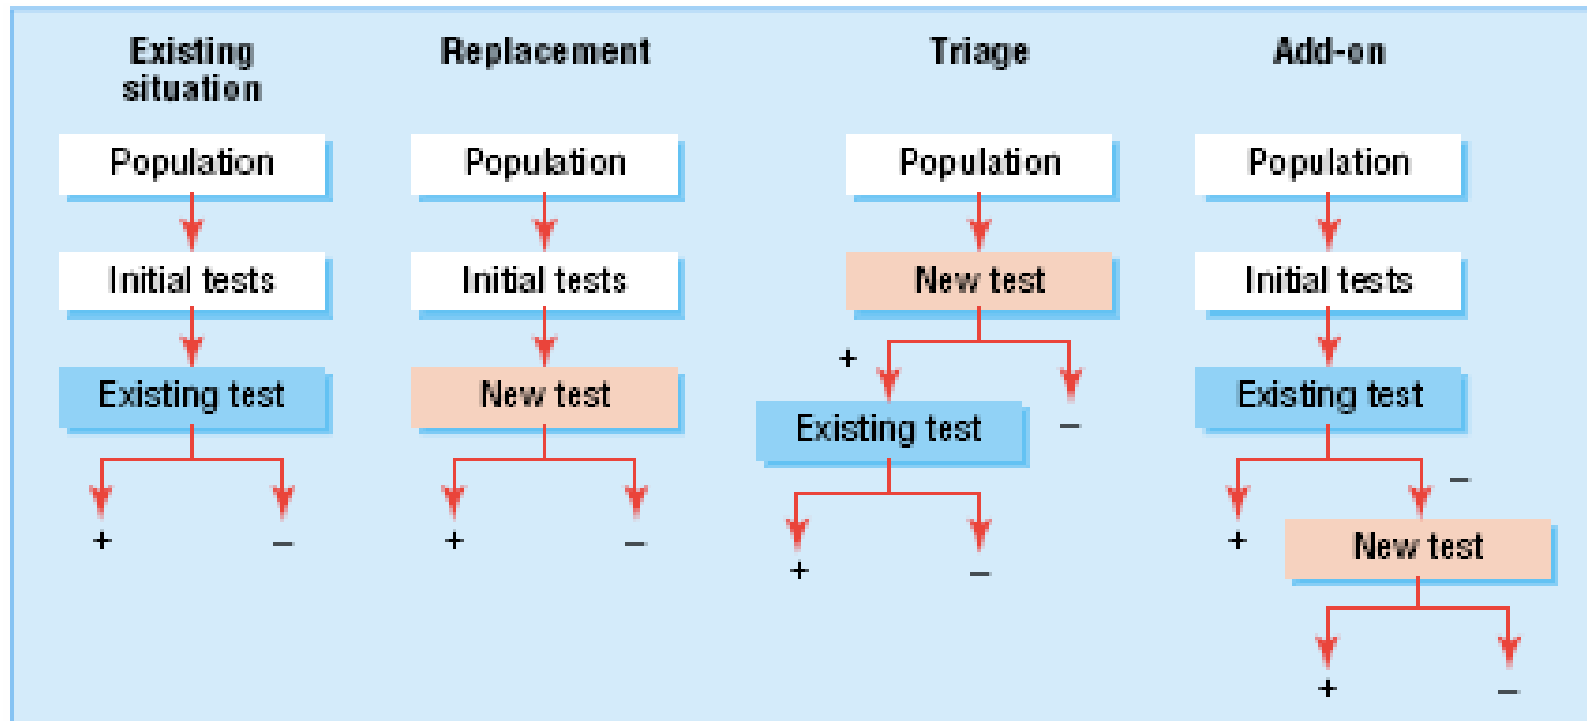 Existing
situation
Population
Initial tests
Existing test
+ –
Replacement
Population
Initial tests
New test
+ –
Triage
Population
New test
+ –
Existing test
+ –
Add-on
Population
Initial tests
Existing test
+ –
New test
+ –